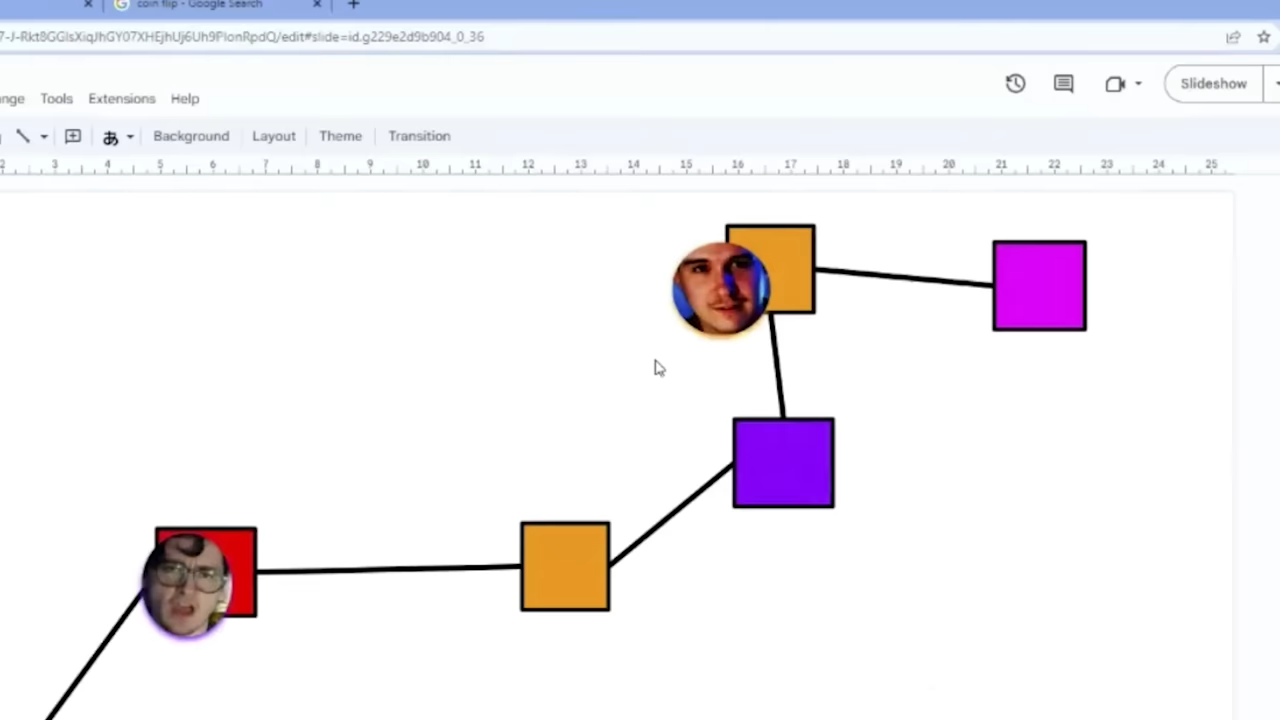 coin flip - Google Search
7-J-Rkt8GGIsXiqJhGY07XHEjhUj6Uh9PlonRpdQ/edit#slide=id.g229e2d9b904_0_36
Tools Extensions Help
Slideshow
あ Background Layout Theme Transition
2 3 4 5 6 7 8 9 10 11 12 13 14 15 16 17 18 19 20 21 22 23 24 25